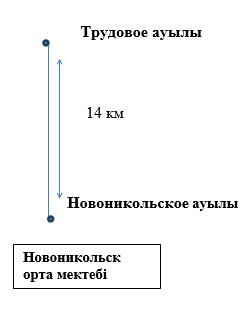 Трудовое ауылы
14 км
Новоникольское ауылы
Новоникольск
орта мектебі